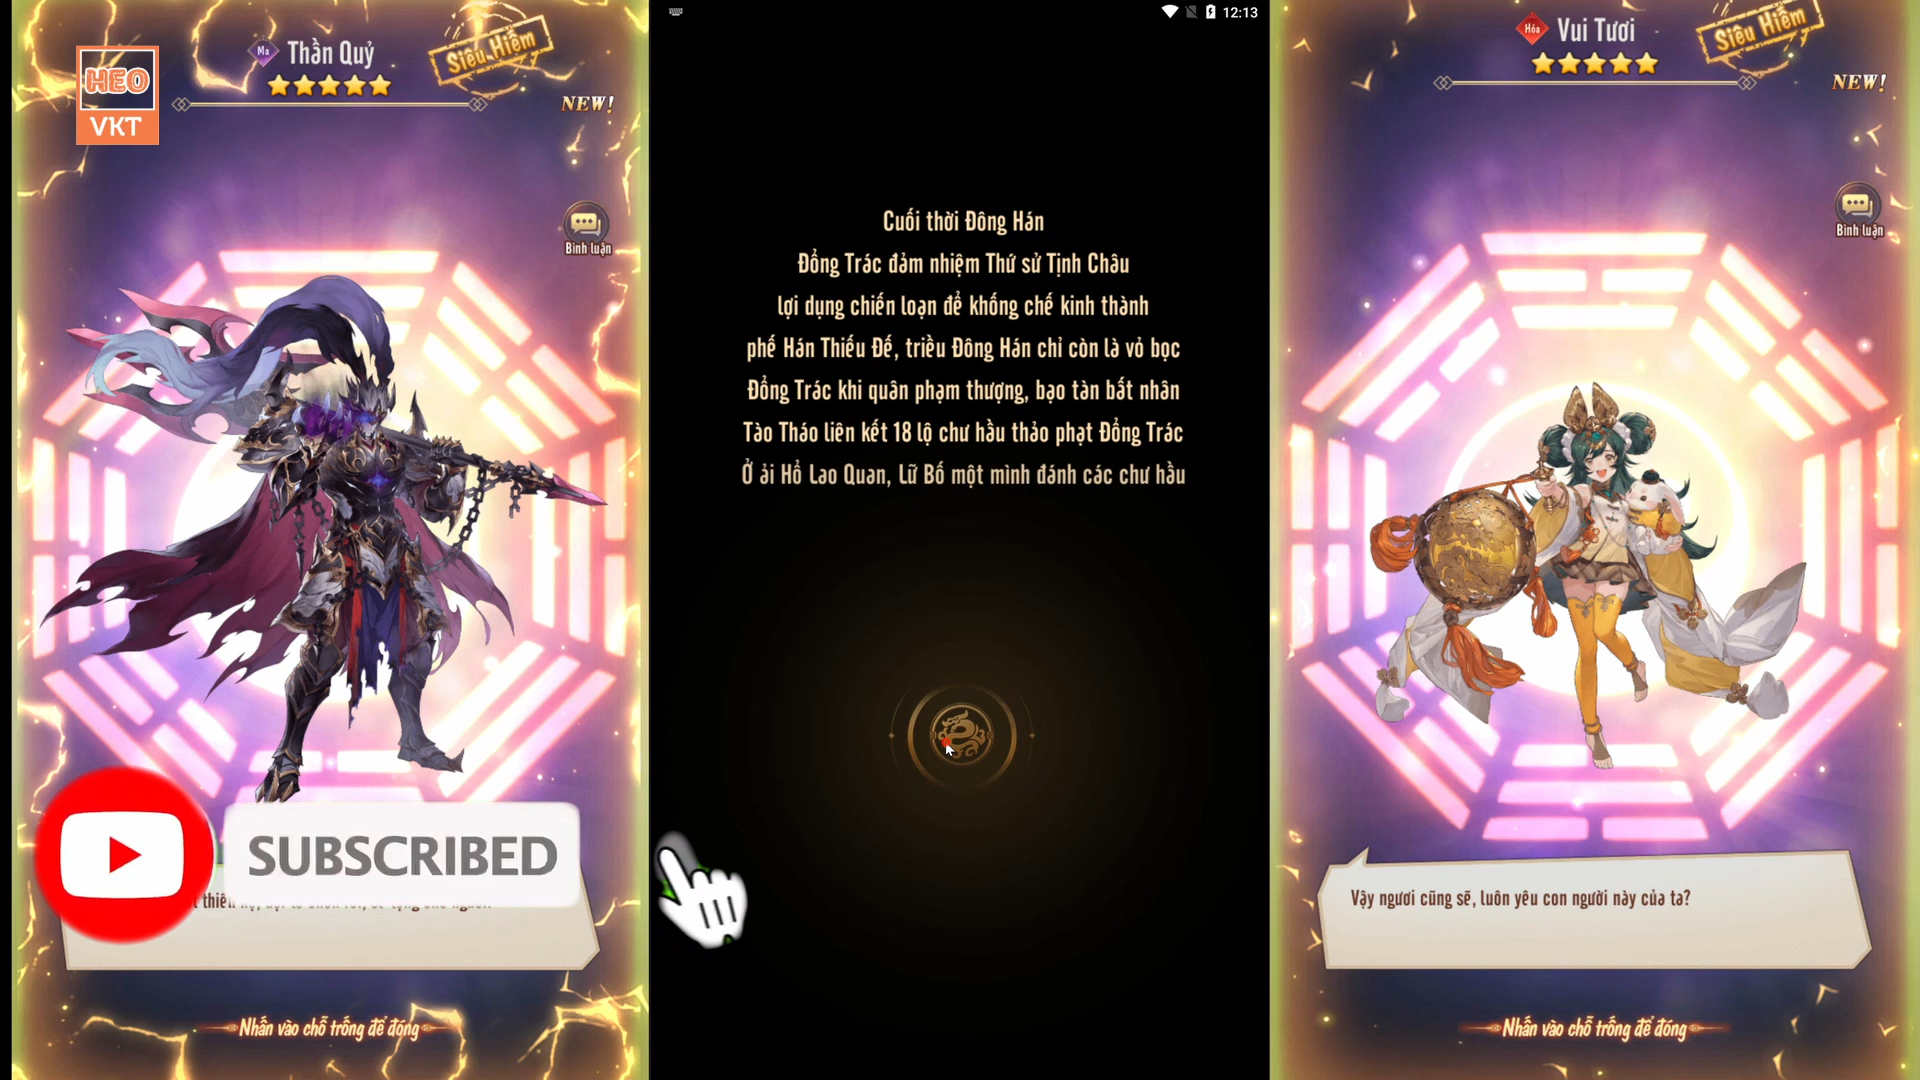 HEO
VKT
Ma
Thần Quỷ
Siêu Hiếm
NEW!
Bình luận
SUBSCRIBED
Nhấn vào chỗ trống để đóng
12:13
Cuối thời Đông Hán
Đổng Trác đảm nhiệm Thứ sử Tịnh Châu
lợi dụng chiến loạn để khống chế kinh thành
phế Hán Thiếu Đế, triều Đông Hán chỉ còn là vỏ bọc
Đổng Trác khi quân phạm thượng, bạo tàn bất nhân
Tào Tháo liên kết 18 lộ chư hầu thảo phạt Đổng Trác
Ở ải Hổ Lao Quan, Lữ Bố một mình đánh các chư hầu
Hỏa
Vui Tươi
Siêu Hiếm
NEW!
Bình luận
Vậy ngươi cũng sẽ, luôn yêu con người này của ta?
Nhấn vào chỗ trống để đóng